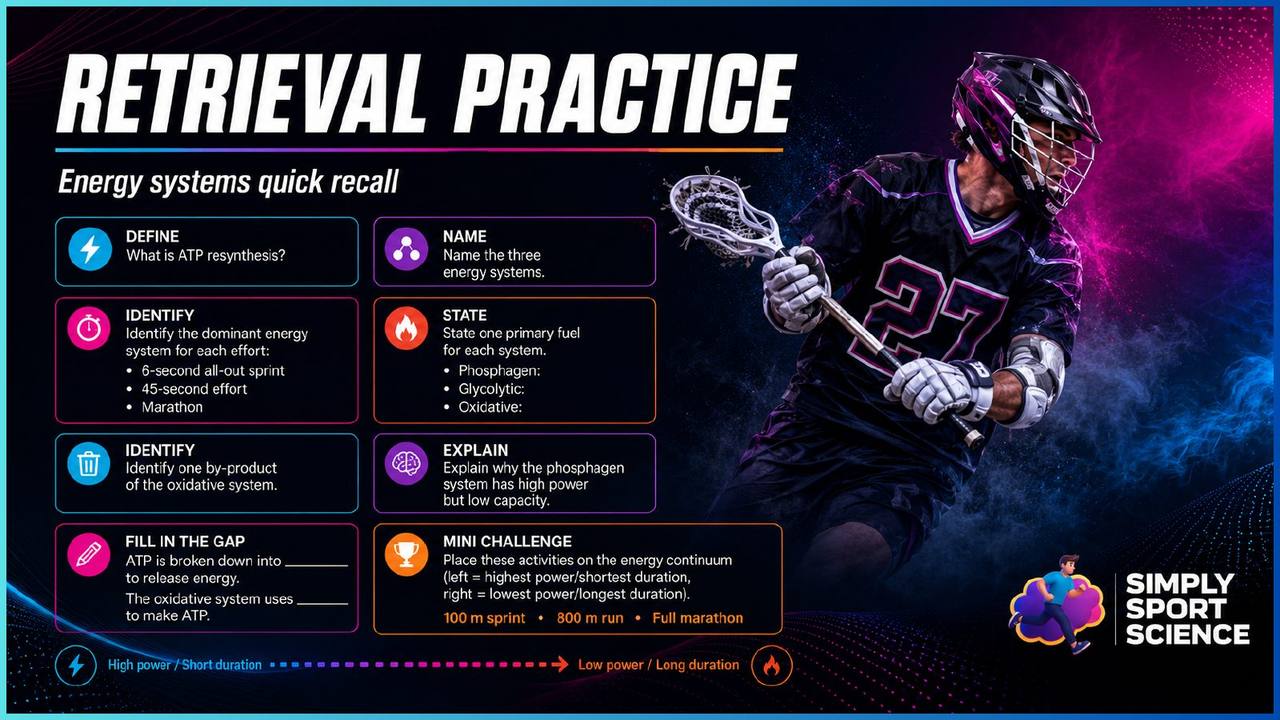 RETRIEVAL PRACTICE
Energy systems quick recall
DEFINE
What is ATP resynthesis?
NAME
Name the three
energy systems.
IDENTIFY
Identify the dominant energy
system for each effort:
• 6-second all-out sprint
• 45-second effort
• Marathon
STATE
State one primary fuel
for each system.
• Phosphagen:
• Glycolytic:
• Oxidative:
IDENTIFY
Identify one by-product
of the oxidative system.
EXPLAIN
Explain why the phosphagen
system has high power
but low capacity.
FILL IN THE GAP
ATP is broken down into ________
to release energy.
The oxidative system uses _______
to make ATP.
MINI CHALLENGE
Place these activities on the energy continuum
(left = highest power/shortest duration,
right = lowest power/longest duration).
100 m sprint • 800 m run • Full marathon
High power / Short duration
Low power / Long duration
27
SIMPLY
SPORT
SCIENCE